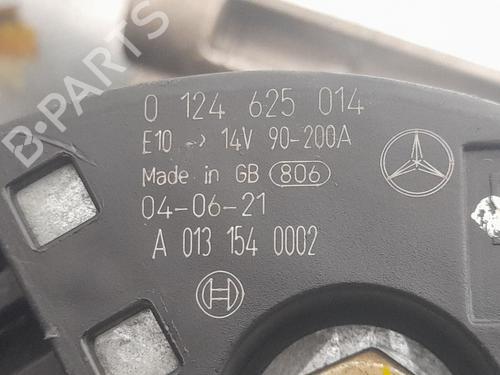 B-PARTS
0 124 625 014
E10 -> 14V 90-200A
Made in GB 806
04-06-21
A 013 154 0002